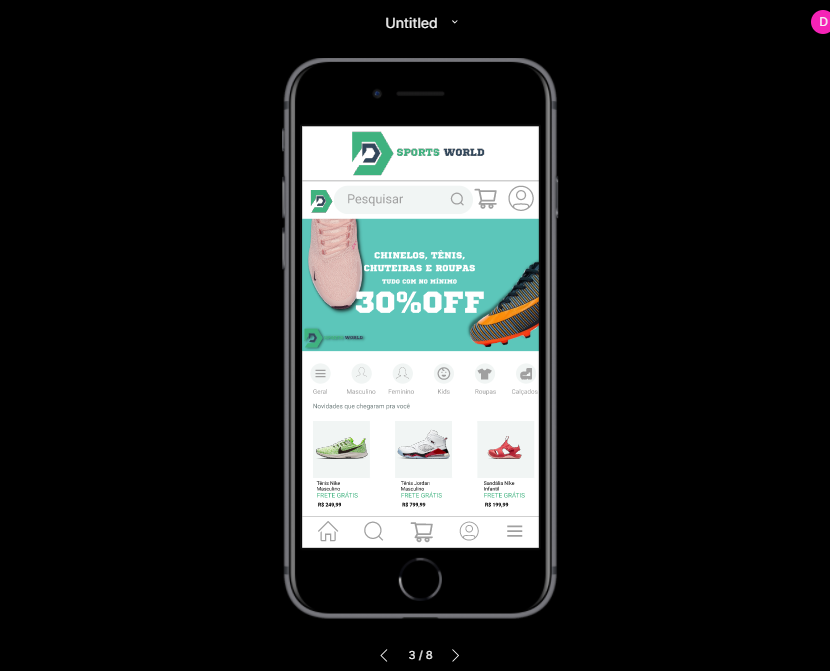 Untitled
D
SPORTS WORLD
Pesquisar
CHINELOS, TÊNIS,
CHUTEIRAS E ROUPAS
TUDO COM NO MÍNIMO
30%OFF
SPORTS WORLD
Geral Masculino Feminino Kids Roupas Calçados
Novidades que chegaram pra você
Tênis Nike
Masculino
FRETE GRÁTIS
R$ 249,99
Tênis Jordan
Masculino
FRETE GRÁTIS
R$ 799,99
Sandália Nike
Infantil
FRETE GRÁTIS
R$ 199,99
3 / 8